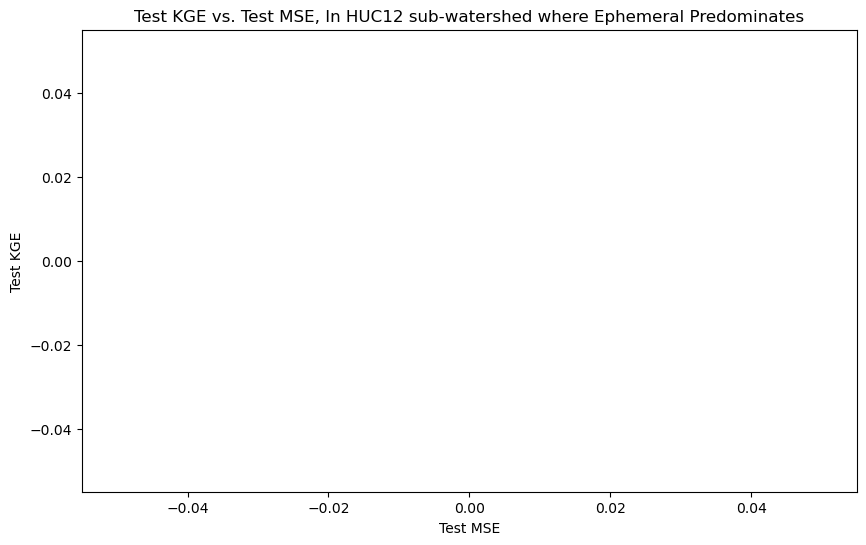 Test KGE vs. Test MSE, In HUC12 sub-watershed where Ephemeral Predominates
0.04
0.02
0.00
−0.02
−0.04
Test KGE
−0.04 −0.02 0.00 0.02 0.04
Test MSE